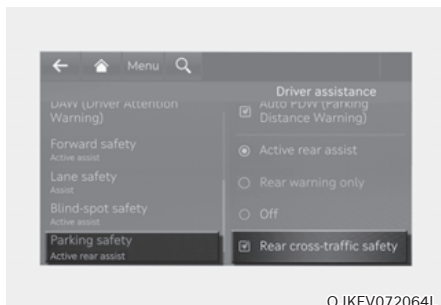 Menu
Driver assistance
DAW (Driver Attention
Warning)
Forward safety
Active assist
Lane safety
Assist
Blind-spot safety
Active assist
Parking safety
Active rear assist
Auto PDW (Parking
Distance Warning)
Active rear assist
Rear warning only
Off
Rear cross-traffic safety